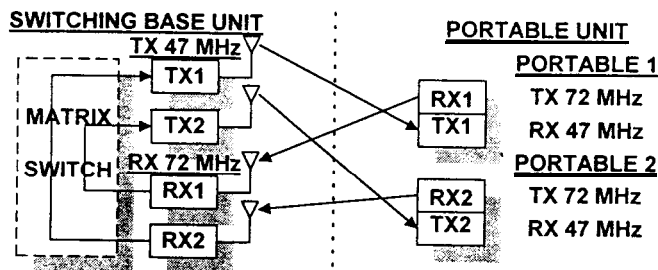 SWITCHING BASE UNIT
TX 47 MHz
TX1
MATRIX
SWITCH
TX2
RX 72 MHz
RX1
RX2
PORTABLE UNIT
RX1
TX1
RX2
TX2
PORTABLE 1
TX 72 MHz
RX 47 MHz
PORTABLE 2
TX 72 MHz
RX 47 MHz